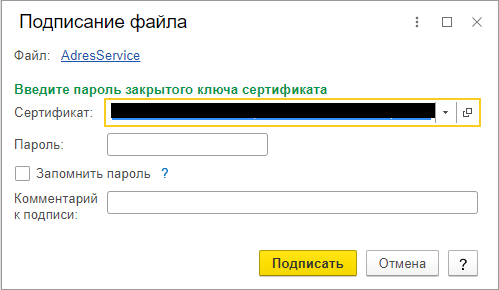 Подписание файла
Файл: AdresService
Введите пароль закрытого ключа сертификата
Сертификат:
Пароль:
Запомнить пароль ?
Комментарий
к подписи:
Подписать Отмена ?